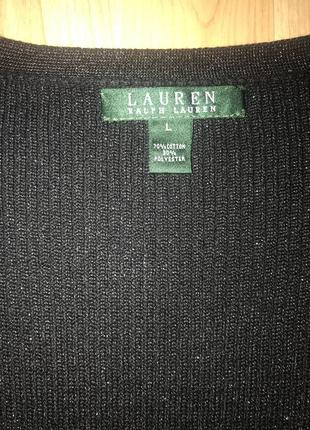 LAUREN
RALPH LAUREN
L
70% COTTON
30%
POLYESTER